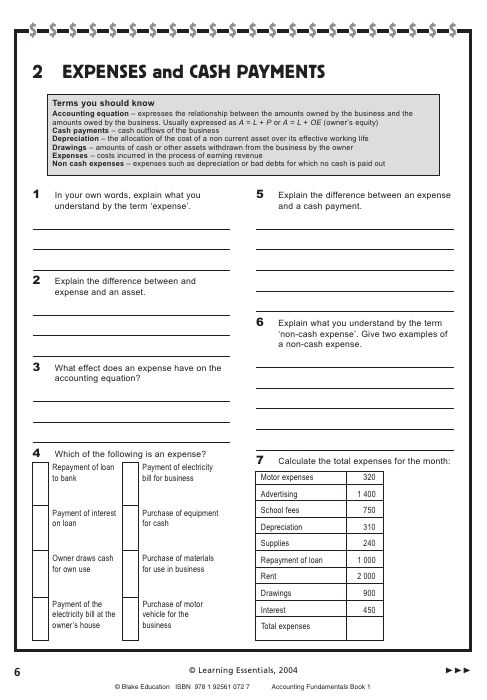 2 EXPENSES and CASH PAYMENTS
Terms you should know
Accounting equation – expresses the relationship between the amounts owned by the business and the
amounts owed by the business. Usually expressed as A = L + P or A = L + OE (owner's equity)
Cash payments – cash outflows of the business
Depreciation – the allocation of the cost of a non current asset over its effective working life
Drawings – amounts of cash or other assets withdrawn from the business by the owner
Expenses – costs incurred in the process of earning revenue
Non cash expenses – expenses such as depreciation or bad debts for which no cash is paid out
1 In your own words, explain what you
understand by the term 'expense'.
2 Explain the difference between and
expense and an asset.
3 What effect does an expense have on the
accounting equation?
4 Which of the following is an expense?
Repayment of loan
to bank
Payment of electricity
bill for business
Payment of interest
on loan
Purchase of equipment
for cash
Owner draws cash
for own use
Purchase of materials
for use in business
Payment of the
electricity bill at the
owner's house
Purchase of motor
vehicle for the
business
5 Explain the difference between an expense
and a cash payment.
6 Explain what you understand by the term
'non-cash expense'. Give two examples of
a non-cash expense.
7 Calculate the total expenses for the month:
Motor expenses 320
Advertising 1 400
School fees 750
Depreciation 310
Supplies 240
Repayment of loan 1 000
Rent 2 000
Drawings 900
Interest 450
Total expenses
6
© Learning Essentials, 2004
© Blake Education ISBN 978 1 92561 072 7 Accounting Fundamentals Book 1